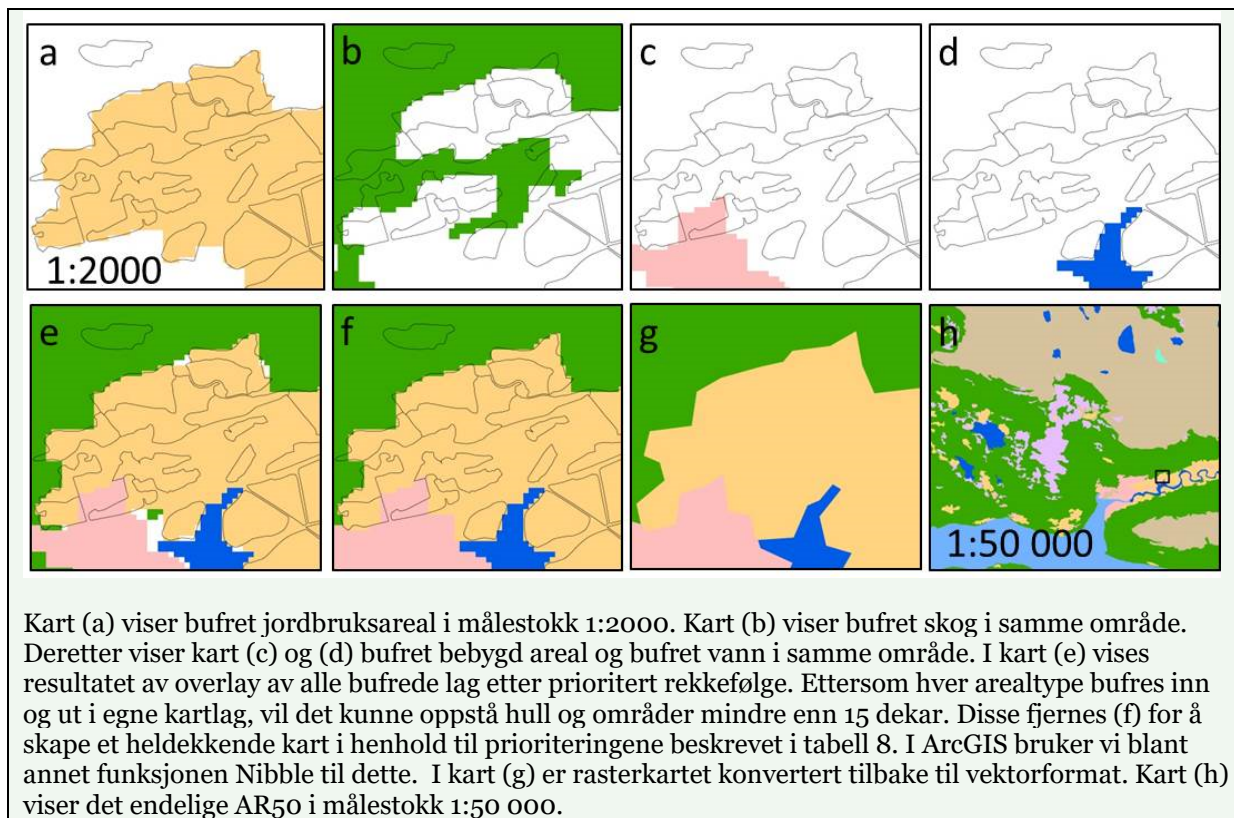 a
b
c
d
1:2000
e
f
g
h
1:50 000
Kart (a) viser bufret jordbruksareal i målestokk 1:2000. Kart (b) viser bufret skog i samme område.
Deretter viser kart (c) og (d) bufret bebygd areal og bufret vann i samme område. I kart (e) vises
resultatet av overlay av alle bufrede lag etter prioritert rekkefølge. Ettersom hver arealtype bufres inn
og ut i egne kartlag, vil det kunne oppstå hull og områder mindre enn 15 dekar. Disse fjernes (f) for å
skape et heldekkende kart i henhold til prioriteringene beskrevet i tabell 8. I ArcGIS bruker vi blant
annet funksjonen Nibble til dette. I kart (g) er rasterkartet konvertert tilbake til vektorformat. Kart (h)
viser det endelige AR50 i målestokk 1:50 000.